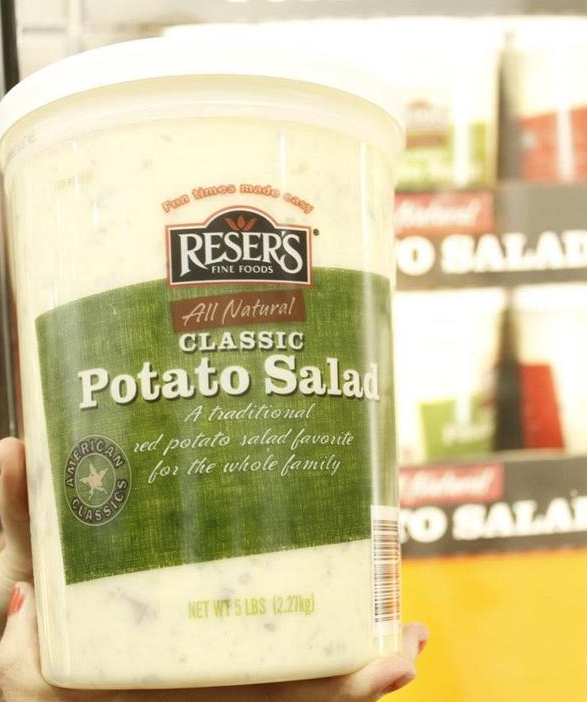 Fun times made easy
RESER'S
FINE FOODS
All Natural
CLASSIC
Potato Salad
A traditional
red potato salad favorite
for the whole family
AMERICAN
CLASSICS
NET WT 5 LBS (2.27kg)
Natural
O SALAD
Natural
TO SALA